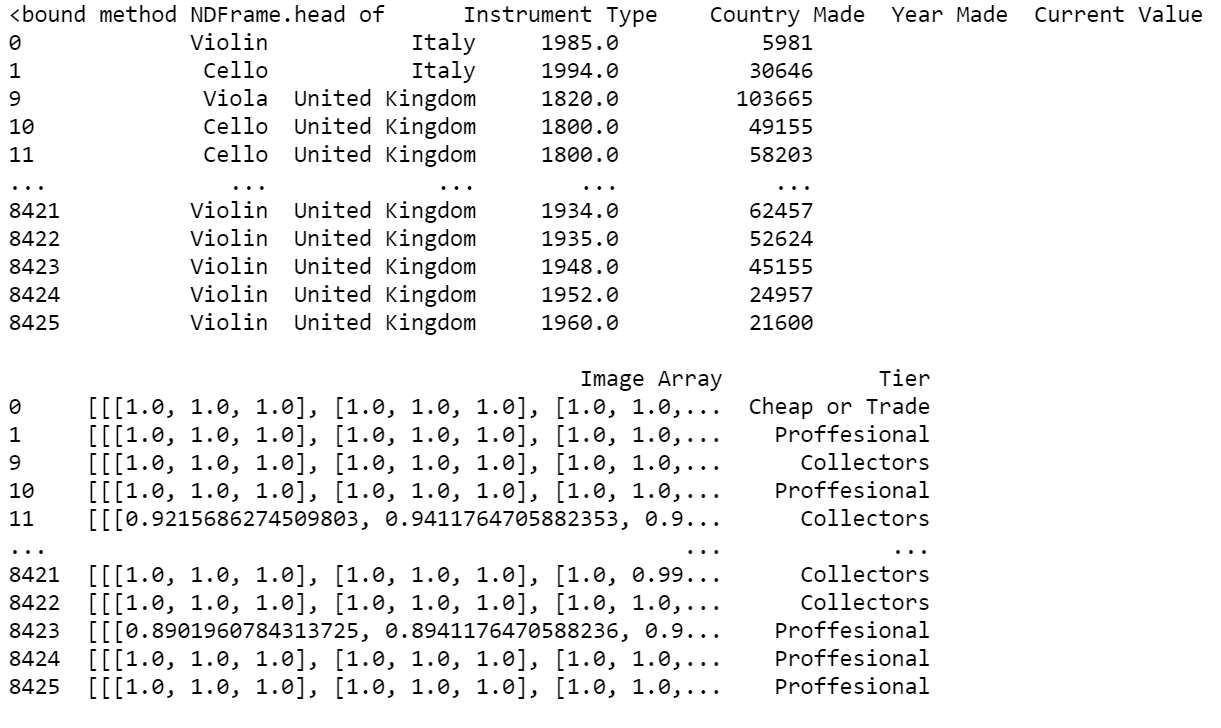 <bound method NDFrame.head of      Instrument Type    Country Made  Year Made  Current Value
0             Violin           Italy     1985.0           5981
1              Cello           Italy     1994.0          30646
9              Viola  United Kingdom     1820.0         103665
10             Cello  United Kingdom     1800.0          49155
11             Cello  United Kingdom     1800.0          58203
...              ...             ...        ...            ...
8421          Violin  United Kingdom     1934.0          62457
8422          Violin  United Kingdom     1935.0          52624
8423          Violin  United Kingdom     1948.0          45155
8424          Violin  United Kingdom     1952.0          24957
8425          Violin  United Kingdom     1960.0          21600
                                            Image Array            Tier
0     [[[1.0, 1.0, 1.0], [1.0, 1.0, 1.0], [1.0, 1.0,...  Cheap or Trade
1     [[[1.0, 1.0, 1.0], [1.0, 1.0, 1.0], [1.0, 1.0,...    Proffesional
9     [[[1.0, 1.0, 1.0], [1.0, 1.0, 1.0], [1.0, 1.0,...      Collectors
10    [[[1.0, 1.0, 1.0], [1.0, 1.0, 1.0], [1.0, 1.0,...    Proffesional
11    [[[0.9215686274509803, 0.9411764705882353, 0.9...      Collectors
...                                                 ...             ...
8421  [[[1.0, 1.0, 1.0], [1.0, 1.0, 1.0], [1.0, 0.99...      Collectors
8422  [[[1.0, 1.0, 1.0], [1.0, 1.0, 1.0], [1.0, 1.0,...      Collectors
8423  [[[0.8901960784313725, 0.8941176470588236, 0.9...    Proffesional
8424  [[[1.0, 1.0, 1.0], [1.0, 1.0, 1.0], [1.0, 1.0,...    Proffesional
8425  [[[1.0, 1.0, 1.0], [1.0, 1.0, 1.0], [1.0, 1.0,...    Proffesional